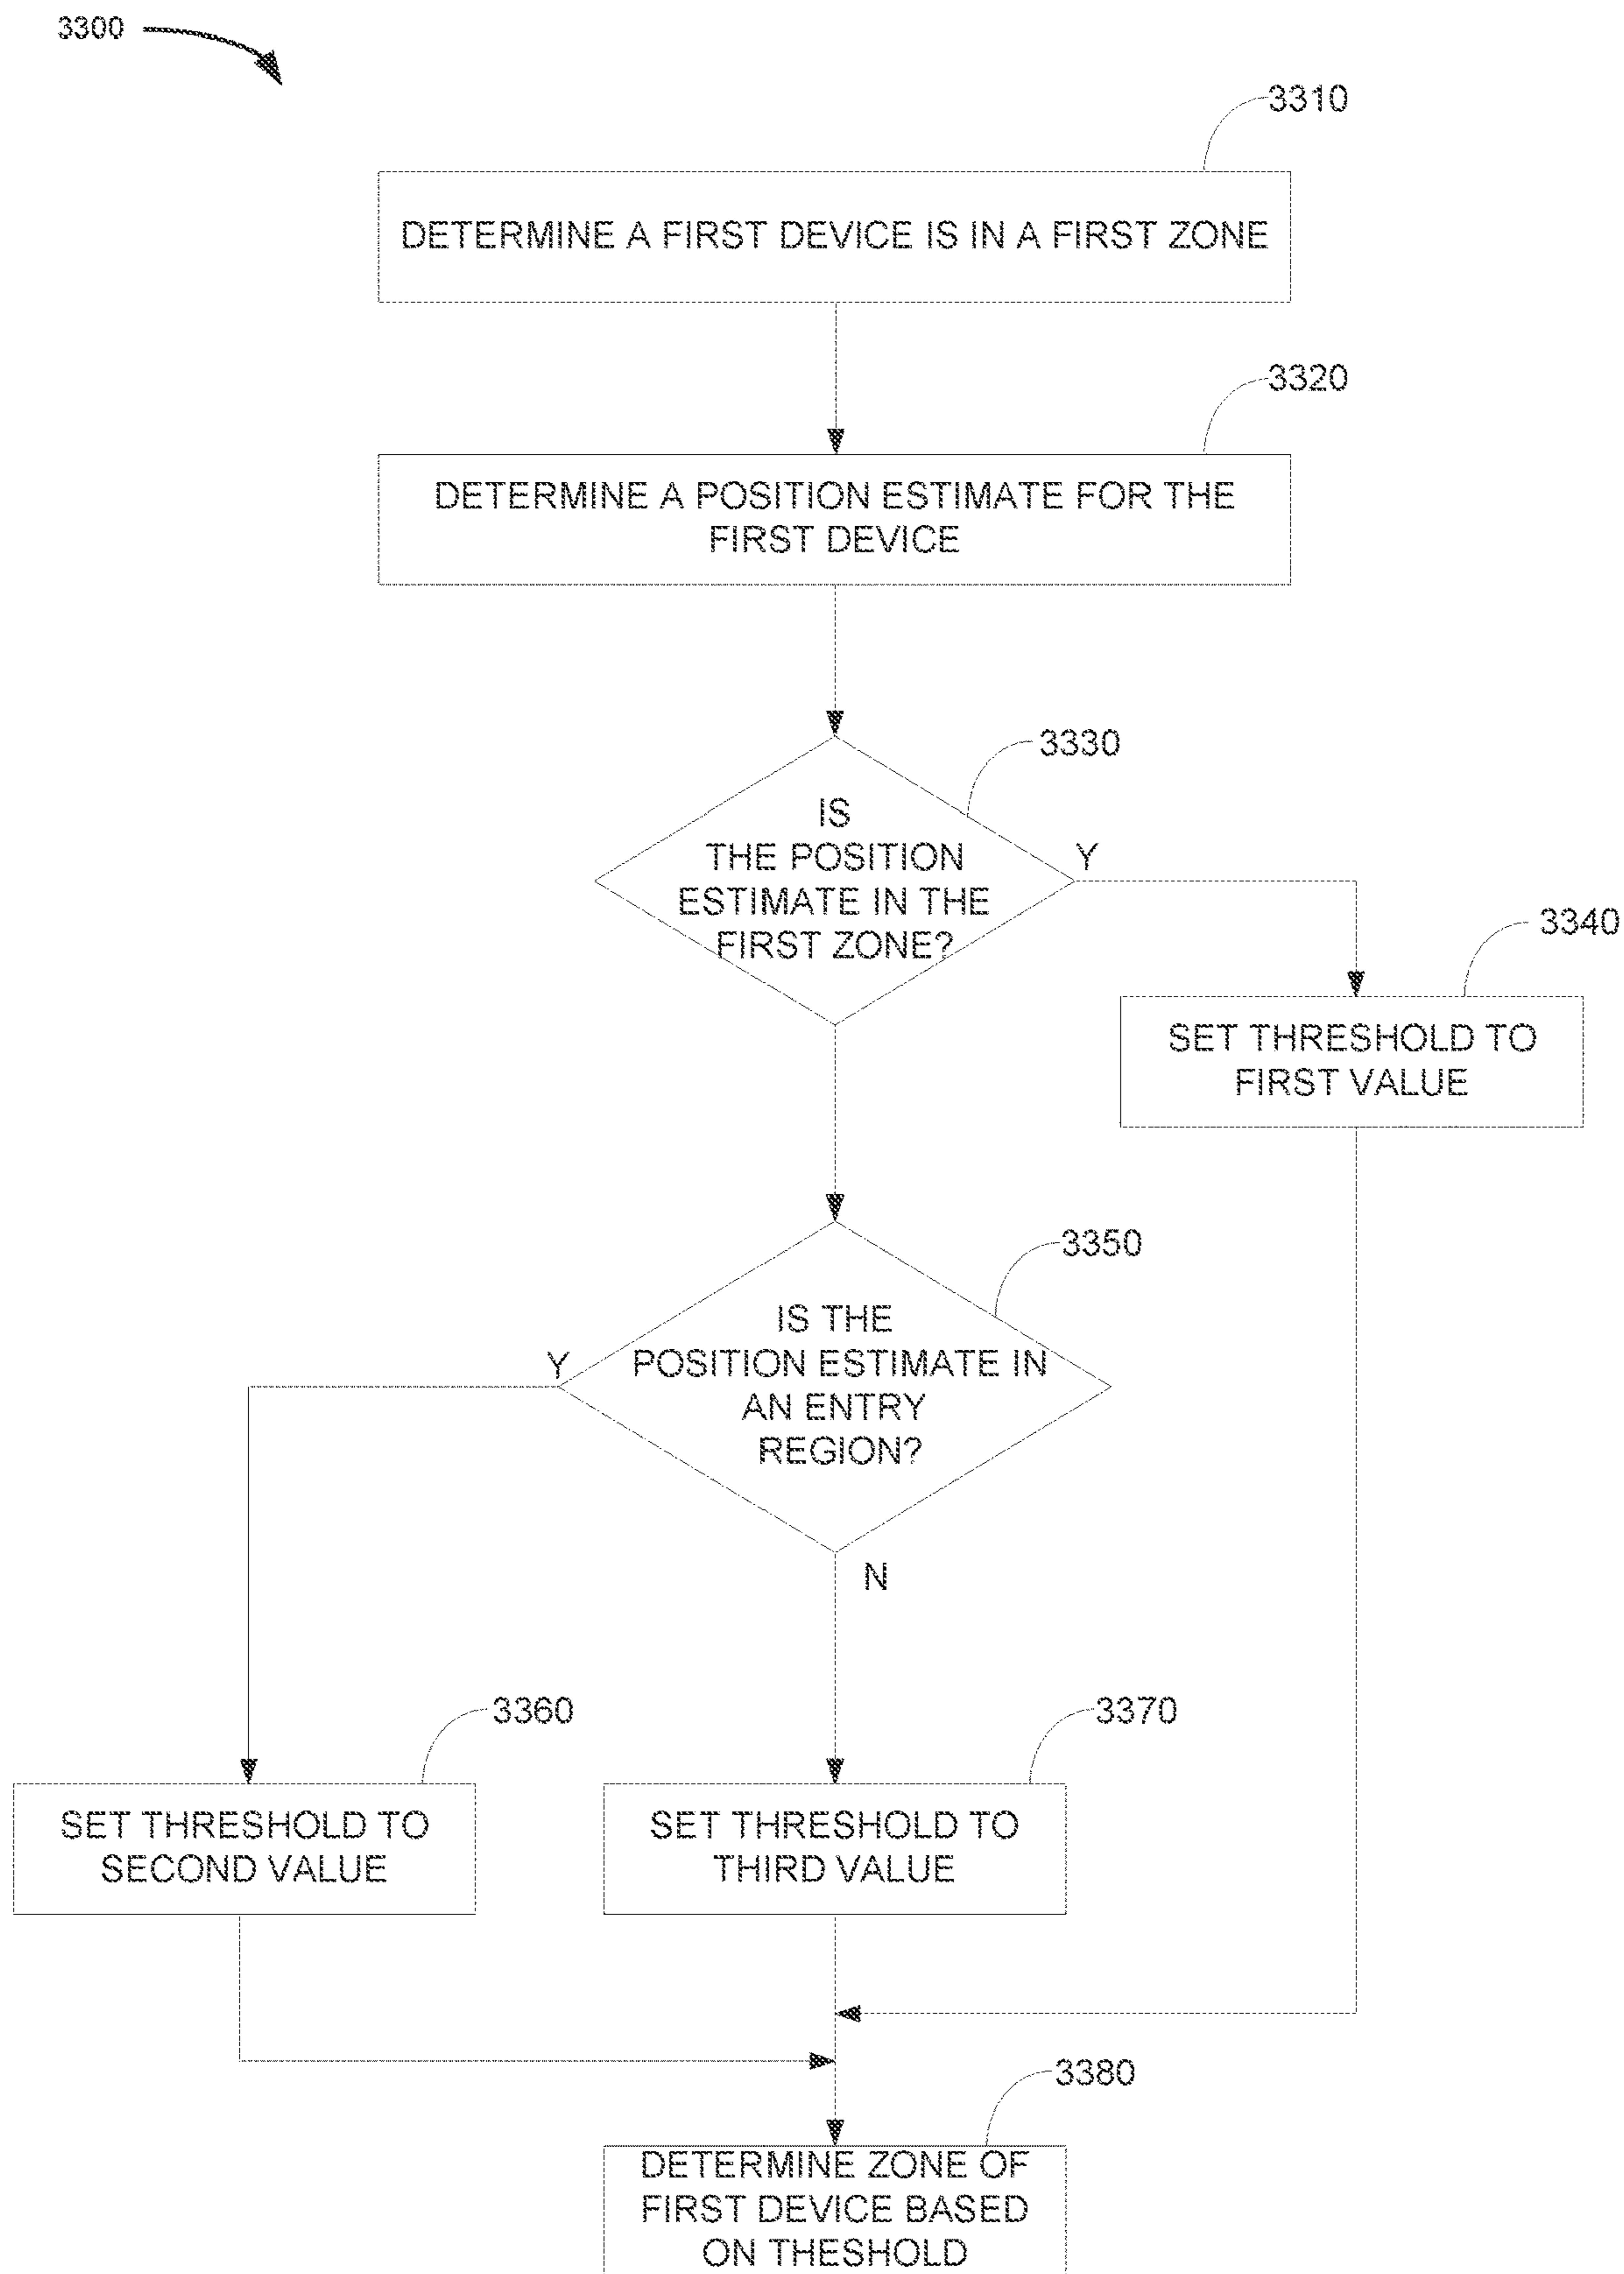 3300
3310
DETERMINE A FIRST DEVICE IS IN A FIRST ZONE
3320
DETERMINE A POSITION ESTIMATE FOR THE
FIRST DEVICE
3330
IS
THE POSITION
ESTIMATE IN THE
FIRST ZONE?
Y
3340
SET THRESHOLD TO
FIRST VALUE
3350
IS THE
POSITION ESTIMATE IN
AN ENTRY
REGION?
Y
N
3360
SET THRESHOLD TO
SECOND VALUE
3370
SET THRESHOLD TO
THIRD VALUE
3380
DETERMINE ZONE OF
FIRST DEVICE BASED
ON THESHOLD